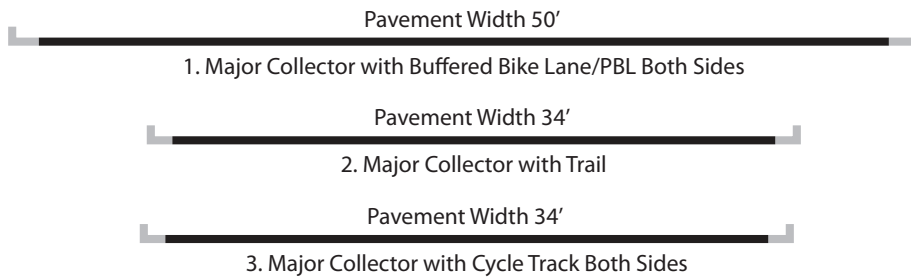 Pavement Width 50’
1. Major Collector with Buffered Bike Lane/PBL Both Sides
Pavement Width 34’
2. Major Collector with Trail
Pavement Width 34’
3. Major Collector with Cycle Track Both Sides